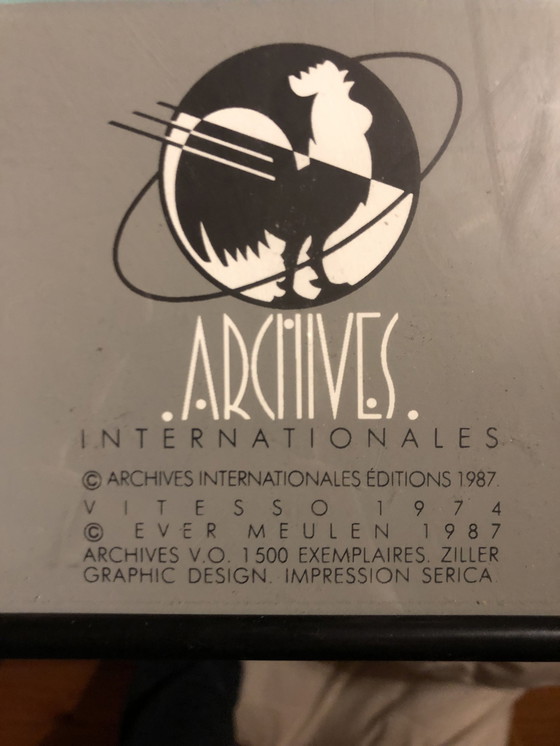 .ARCHIVES.
INTERNATIONALES
© ARCHIVES INTERNATIONALES ÉDITIONS 1987.
VITESSO 1974
© EVER MEULEN 1987
ARCHIVES V.O. 1500 EXEMPLAIRES. ZILLER
GRAPHIC DESIGN. IMPRESSION SERICA